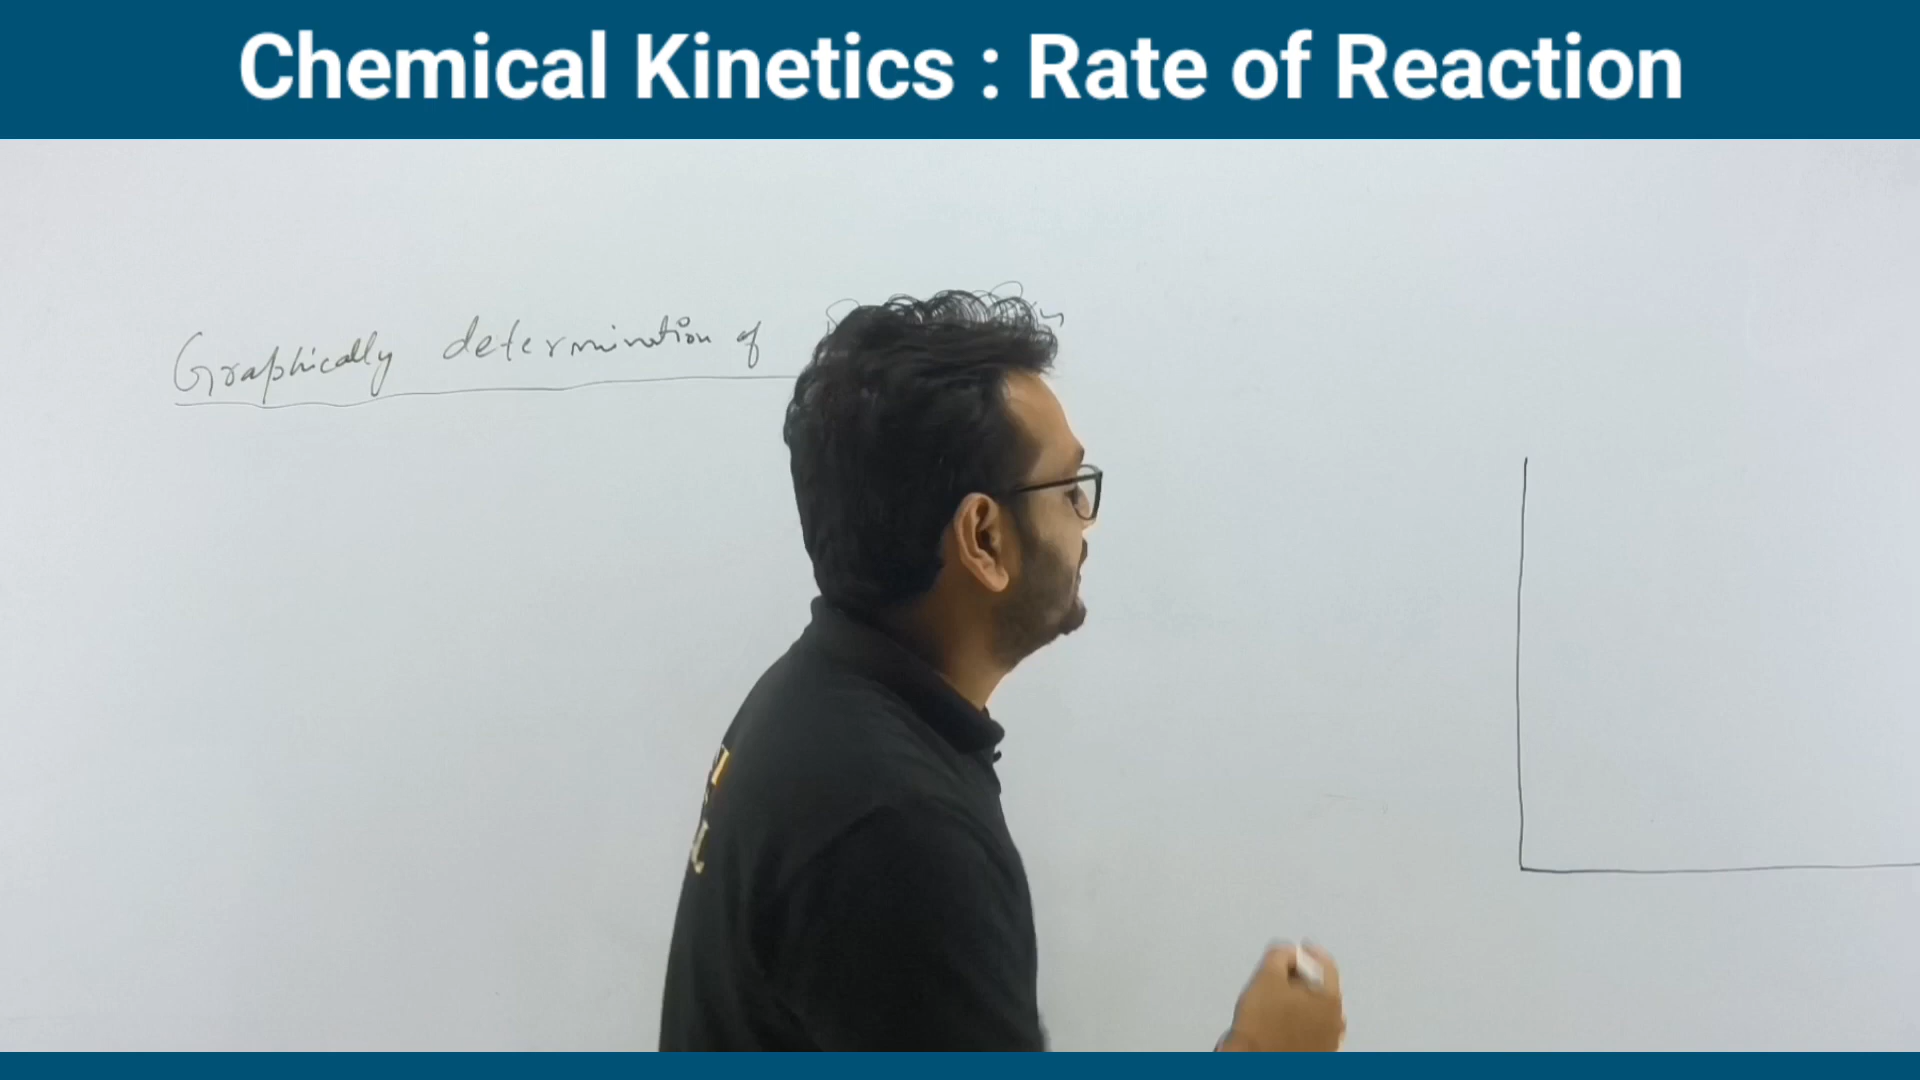 Chemical Kinetics : Rate of Reaction
Graphically determination of